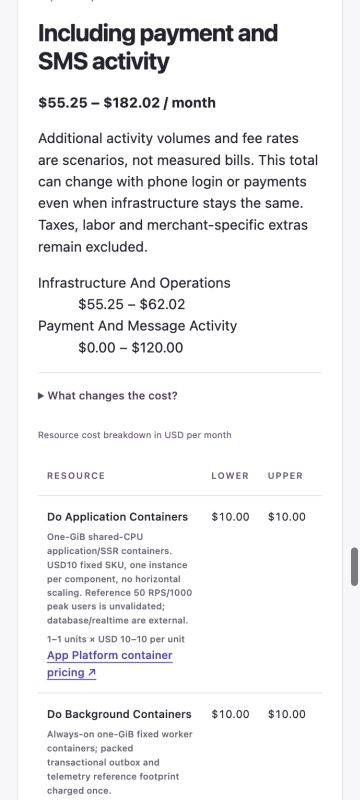 Including payment and
SMS activity
$55.25 – $182.02 / month
Additional activity volumes and fee rates
are scenarios, not measured bills. This total
can change with phone login or payments
even when infrastructure stays the same.
Taxes, labor and merchant-specific extras
remain excluded.
Infrastructure And Operations
$55.25 – $62.02
Payment And Message Activity
$0.00 – $120.00
▶ What changes the cost?
Resource cost breakdown in USD per month
RESOURCE LOWER UPPER
Do Application Containers $10.00 $10.00
One-GiB shared-CPU
application/SSR containers.
USD10 fixed SKU, one instance
per component, no horizontal
scaling. Reference 50 RPS/1000
peak users is unvalidated;
database/realtime are external.
1–1 units × USD 10–10 per unit
App Platform container
pricing ↗
Do Background Containers $10.00 $10.00
Always-on one-GiB fixed worker
containers; packed
transactional outbox and
telemetry reference footprint
charged once.